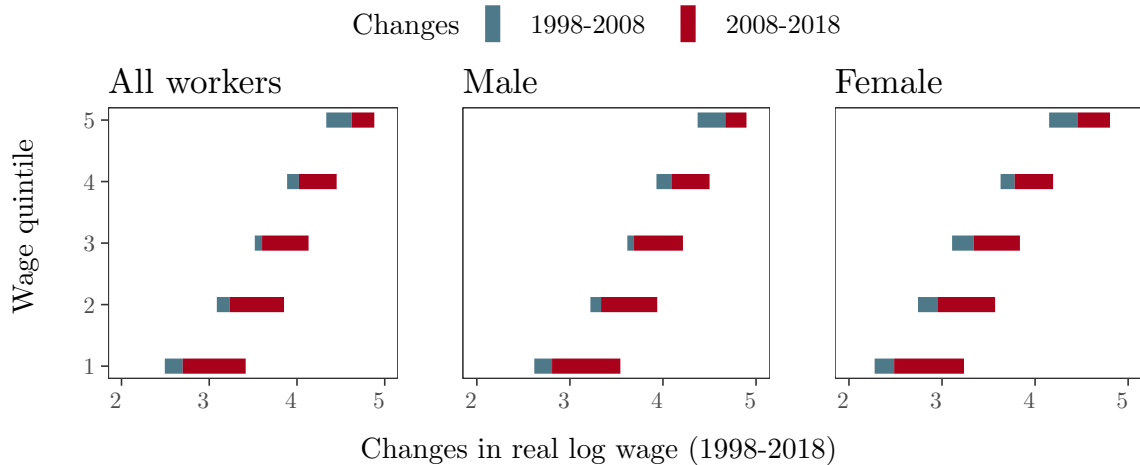 Changes 1998-2008 2008-2018
All workers Male Female
Wage quintile
5
4
3
2
1
2 3 4 5 2 3 4 5 2 3 4 5
Changes in real log wage (1998-2018)